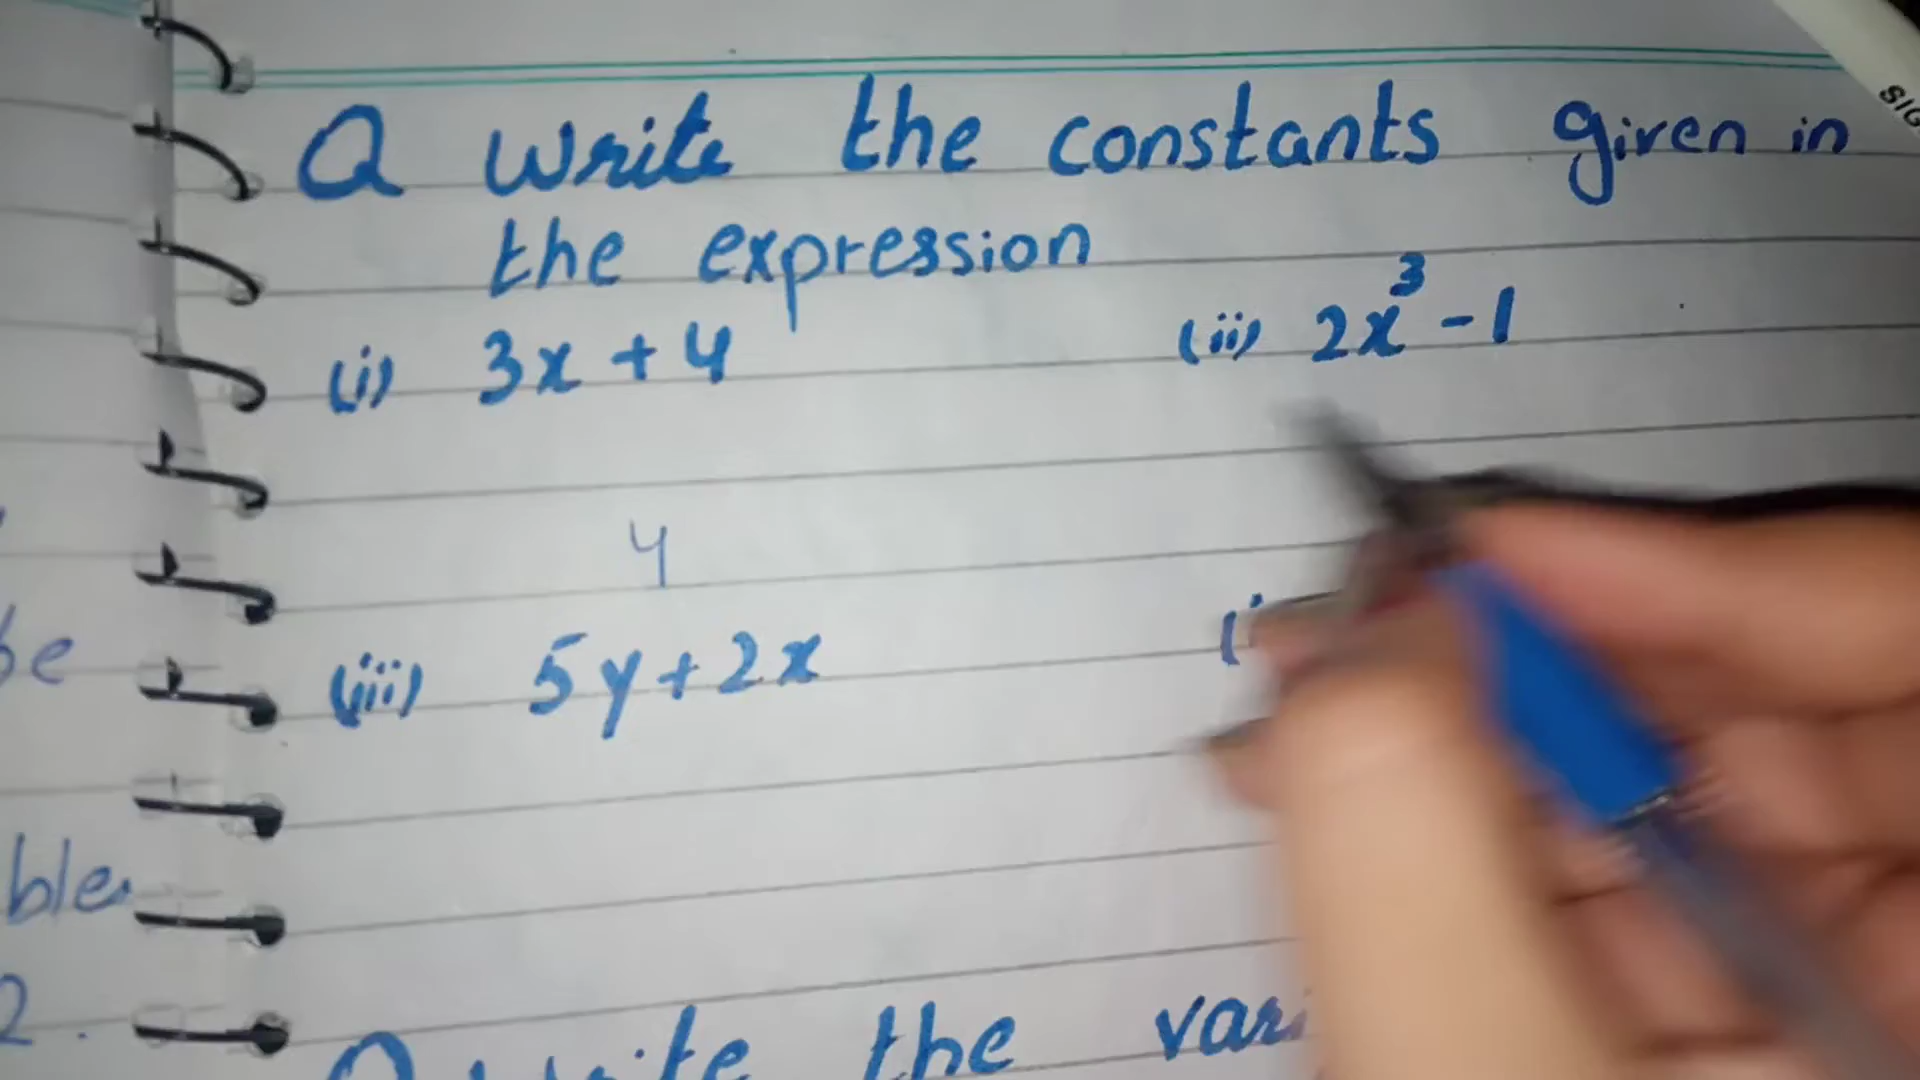 Q Write the constants given in
the expression
(i) 3x + 4 (ii) 2x³ - 1
4
(iii) 5y + 2x
be
ble
2.
Q write the